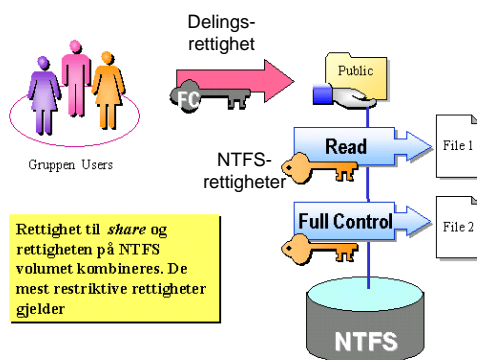 Delings-
rettighet
FC
Public
Gruppen Users
NTFS-
rettigheter
Read
File 1
Full Control
File 2
Rettighet til share og
rettigheten på NTFS
volumet kombineres. De
mest restriktive rettigheter
gjelder
NTFS